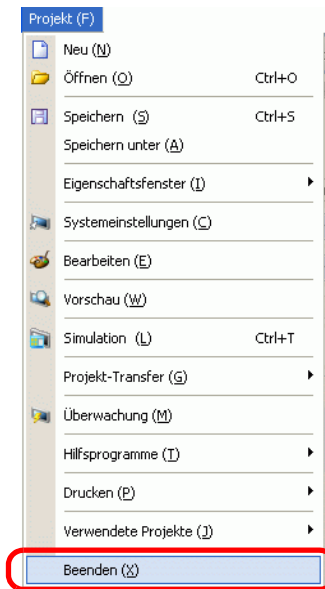 Projekt (F)
Neu (N)
Öffnen (O) Ctrl+O
Speichern (S) Ctrl+S
Speichern unter (A)
Eigenschaftsfenster (I)
Systemeinstellungen (C)
Bearbeiten (E)
Vorschau (W)
Simulation (L) Ctrl+T
Projekt-Transfer (G)
Überwachung (M)
Hilfsprogramme (T)
Drucken (P)
Verwendete Projekte (J)
Beenden (X)